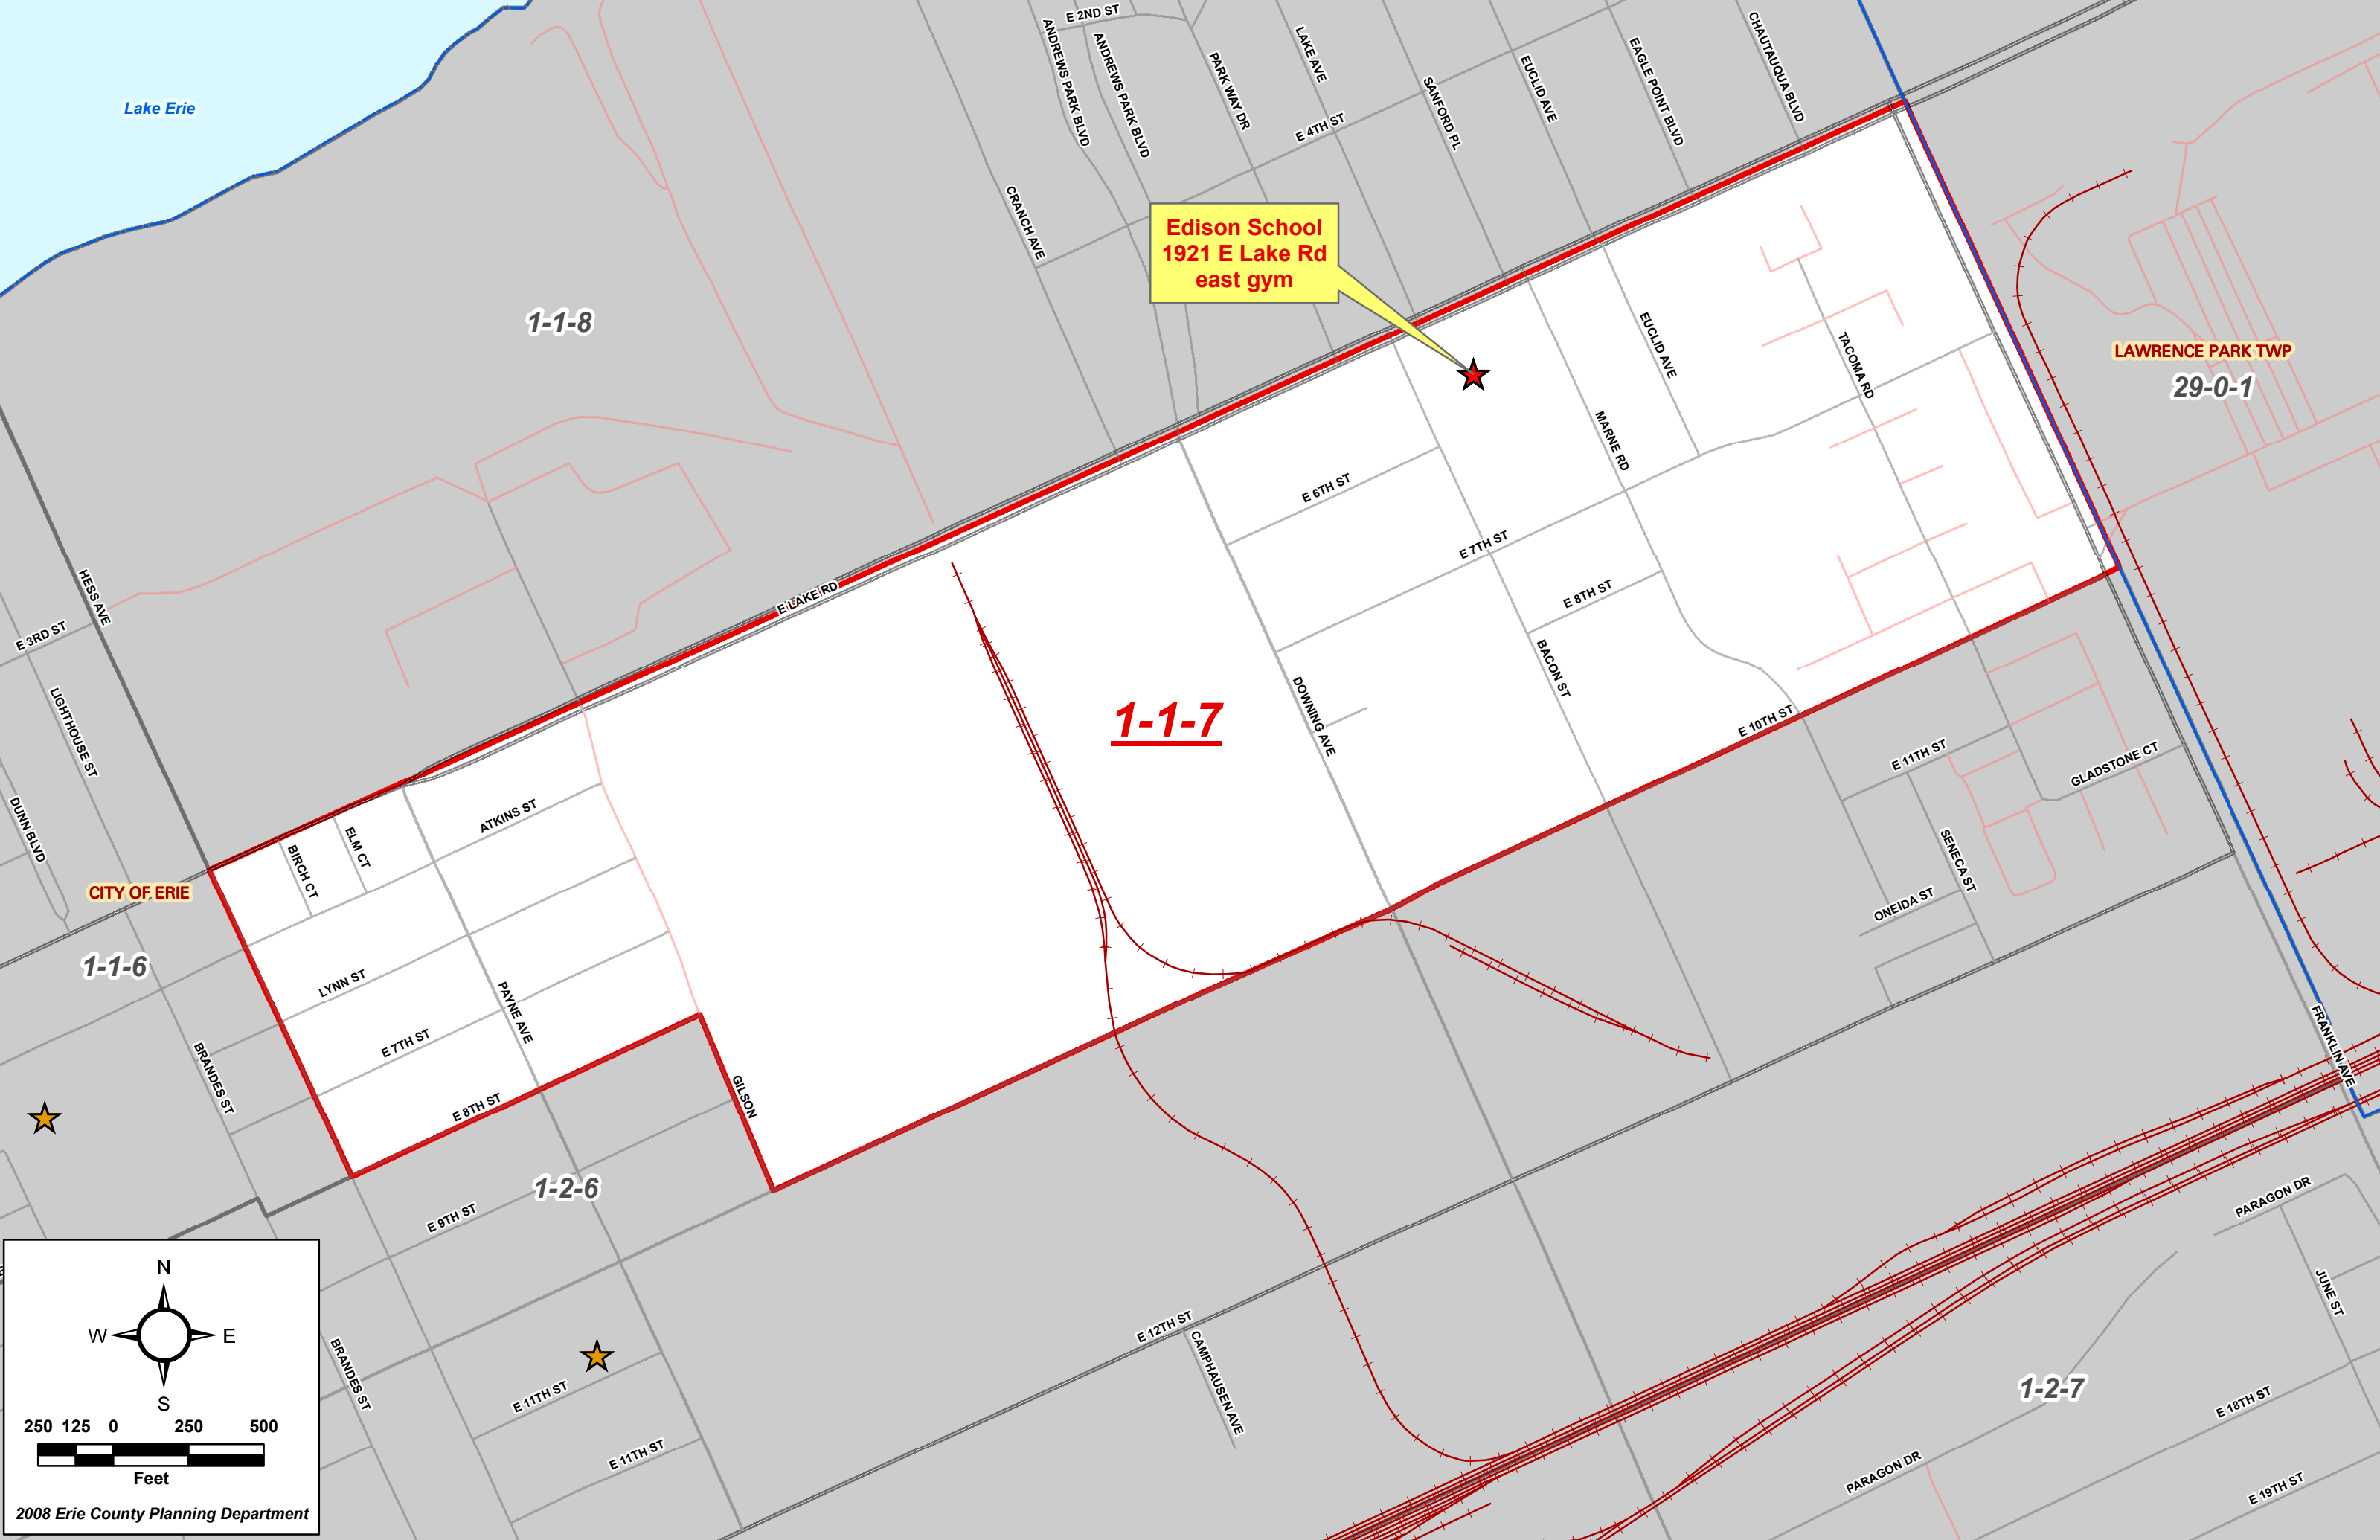 Lake Erie
E 2ND ST
ANDREWS PARK BLVD
ANDREWS PARK BLVD
PARK WAY DR
LAKE AVE
E 4TH ST
SANFORD PL
EUCLID AVE
EAGLE POINT BLVD
CHAUTAUQUA BLVD
CRANCH AVE
Edison School
1921 E Lake Rd
east gym
1-1-8
EUCLID AVE
TACOMA RD
LAWRENCE PARK TWP
29-0-1
MARNE RD
E 6TH ST
E 7TH ST
E 8TH ST
HESS AVE
E 3RD ST
E LAKE RD
LIGHTHOUSE ST
DUNN BLVD
1-1-7
DOWNING AVE
BACON ST
E 10TH ST
E 11TH ST
GLADSTONE CT
SENECA ST
ONEIDA ST
ATKINS ST
ELM CT
BIRCH CT
CITY OF ERIE
1-1-6
LYNN ST
PAYNE AVE
E 7TH ST
BRANDES ST
E 8TH ST
GILSON
FRANKLIN AVE
1-2-6
E 9TH ST
PARAGON DR
JUNE ST
E 12TH ST
CAMPHAUSEN AVE
BRANDES ST
E 11TH ST
E 11TH ST
1-2-7
E 18TH ST
PARAGON DR
E 19TH ST
N
W E
S
250 125 0 250 500
Feet
2008 Erie County Planning Department